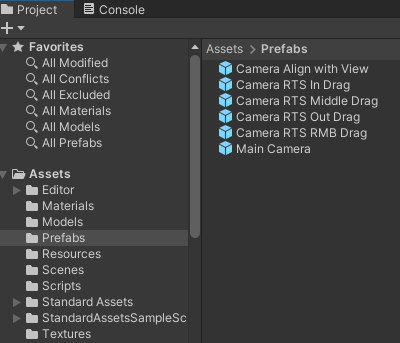 Project
Console
Favorites
All Modified
All Conflicts
All Excluded
All Materials
All Models
All Prefabs
Assets
Editor
Materials
Models
Prefabs
Resources
Scenes
Scripts
Standard Assets
StandardAssetsSampleSc
Textures
Assets > Prefabs
Camera Align with View
Camera RTS In Drag
Camera RTS Middle Drag
Camera RTS Out Drag
Camera RTS RMB Drag
Main Camera